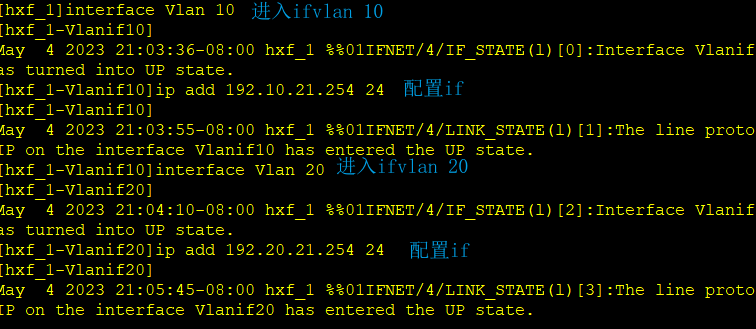 [hxf_1]interface Vlan 10 进入ifvlan 10
[hxf_1-Vlanif10]
May 4 2023 21:03:36-08:00 hxf_1 %%01IFNET/4/IF_STATE(l)[0]:Interface Vlanif
as turned into UP state.
[hxf_1-Vlanif10]ip add 192.10.21.254 24 配置if
[hxf_1-Vlanif10]
May 4 2023 21:03:55-08:00 hxf_1 %%01IFNET/4/LINK_STATE(l)[1]:The line proto
IP on the interface Vlanif10 has entered the UP state.
[hxf_1-Vlanif10]interface Vlan 20 进入ifvlan 20
[hxf_1-Vlanif20]
May 4 2023 21:04:10-08:00 hxf_1 %%01IFNET/4/IF_STATE(l)[2]:Interface Vlanif
as turned into UP state.
[hxf_1-Vlanif20]ip add 192.20.21.254 24 配置if
[hxf_1-Vlanif20]
May 4 2023 21:05:45-08:00 hxf_1 %%01IFNET/4/LINK_STATE(l)[3]:The line proto
IP on the interface Vlanif20 has entered the UP state.